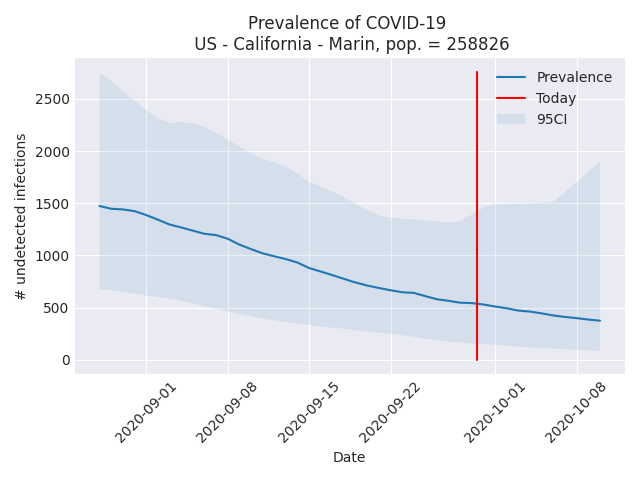 Prevalence of COVID-19
US - California - Marin, pop. = 258826
Prevalence
Today
95CI
# undetected infections
2500
2000
1500
1000
500
0
2020-09-01
2020-09-08
2020-09-15
2020-09-22
2020-10-01
2020-10-08
Date